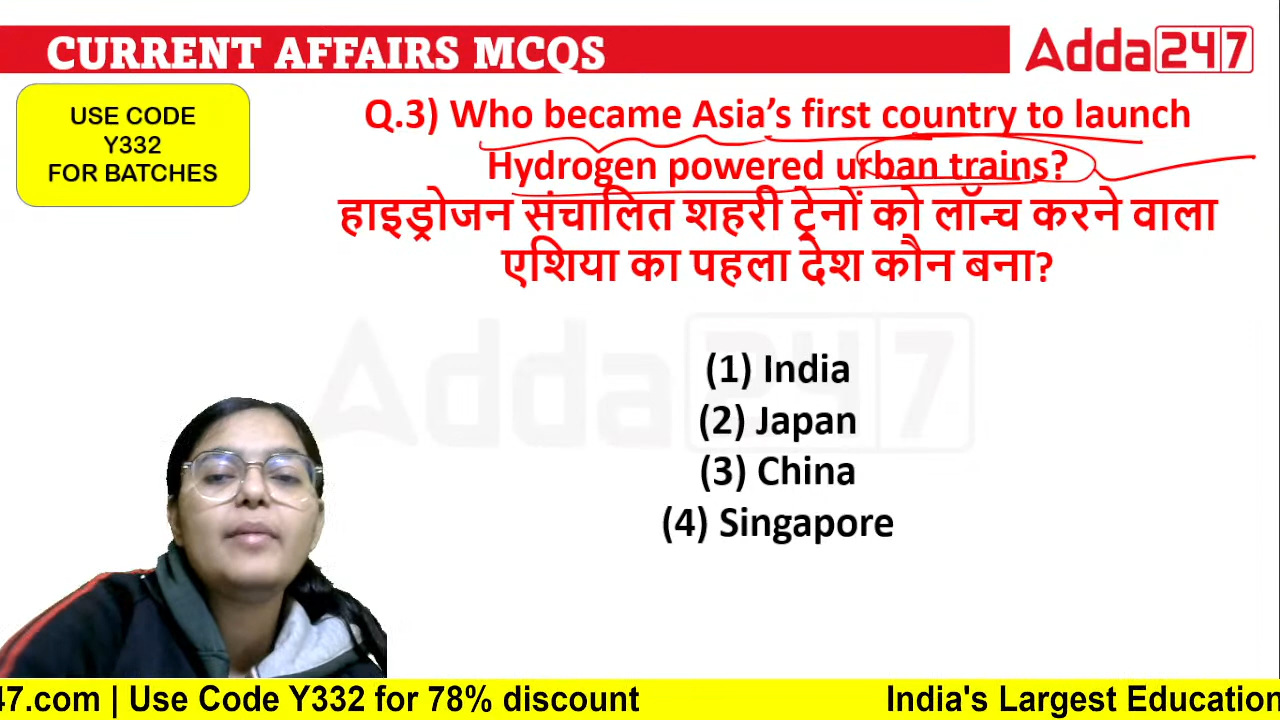 CURRENT AFFAIRS MCQS
Adda247
USE CODE
Y332
FOR BATCHES
Q.3) Who became Asia's first country to launch
Hydrogen powered urban trains?
हाइड्रोजन संचालित शहरी ट्रेनों को लॉन्च करने वाला
एशिया का पहला देश कौन बना?
Adda247
(1) India
(2) Japan
(3) China
(4) Singapore
47.com | Use Code Y332 for 78% discount
India's Largest Education